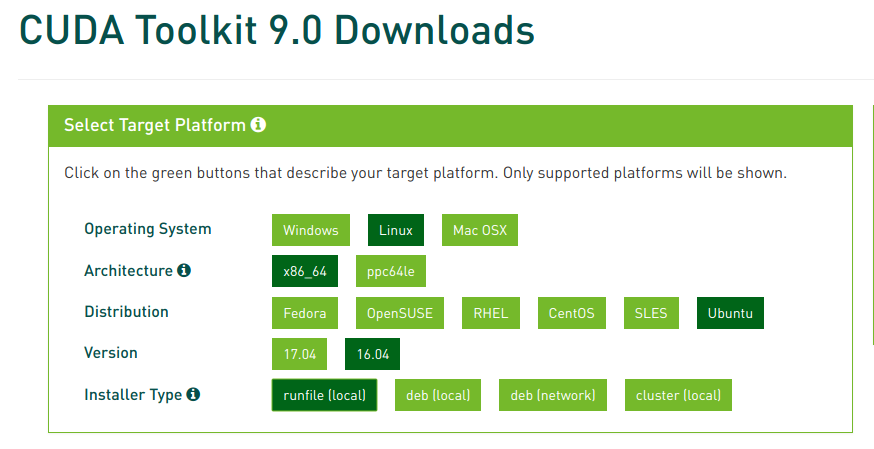 CUDA Toolkit 9.0 Downloads
Select Target Platform
Click on the green buttons that describe your target platform. Only supported platforms will be shown.
Operating System Windows Linux Mac OSX
Architecture x86_64 ppc64le
Distribution Fedora OpenSUSE RHEL CentOS SLES Ubuntu
Version 17.04 16.04
Installer Type runfile (local) deb (local) deb (network) cluster (local)